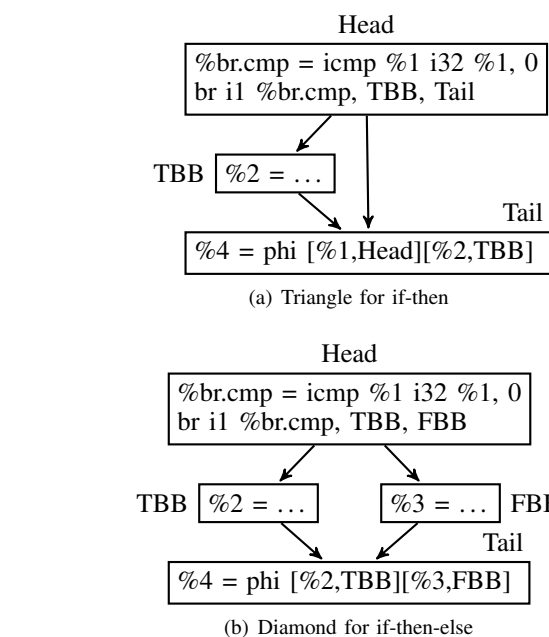 Head
%br.cmp = icmp %1 i32 %1, 0
br i1 %br.cmp, TBB, Tail
TBB %2 = ...
Tail
%4 = phi [%1,Head][%2,TBB]
(a) Triangle for if-then
Head
%br.cmp = icmp %1 i32 %1, 0
br i1 %br.cmp, TBB, FBB
TBB %2 = ... %3 = ...
Tail
%4 = phi [%2,TBB][%3,FBB]
(b) Diamond for if-then-else